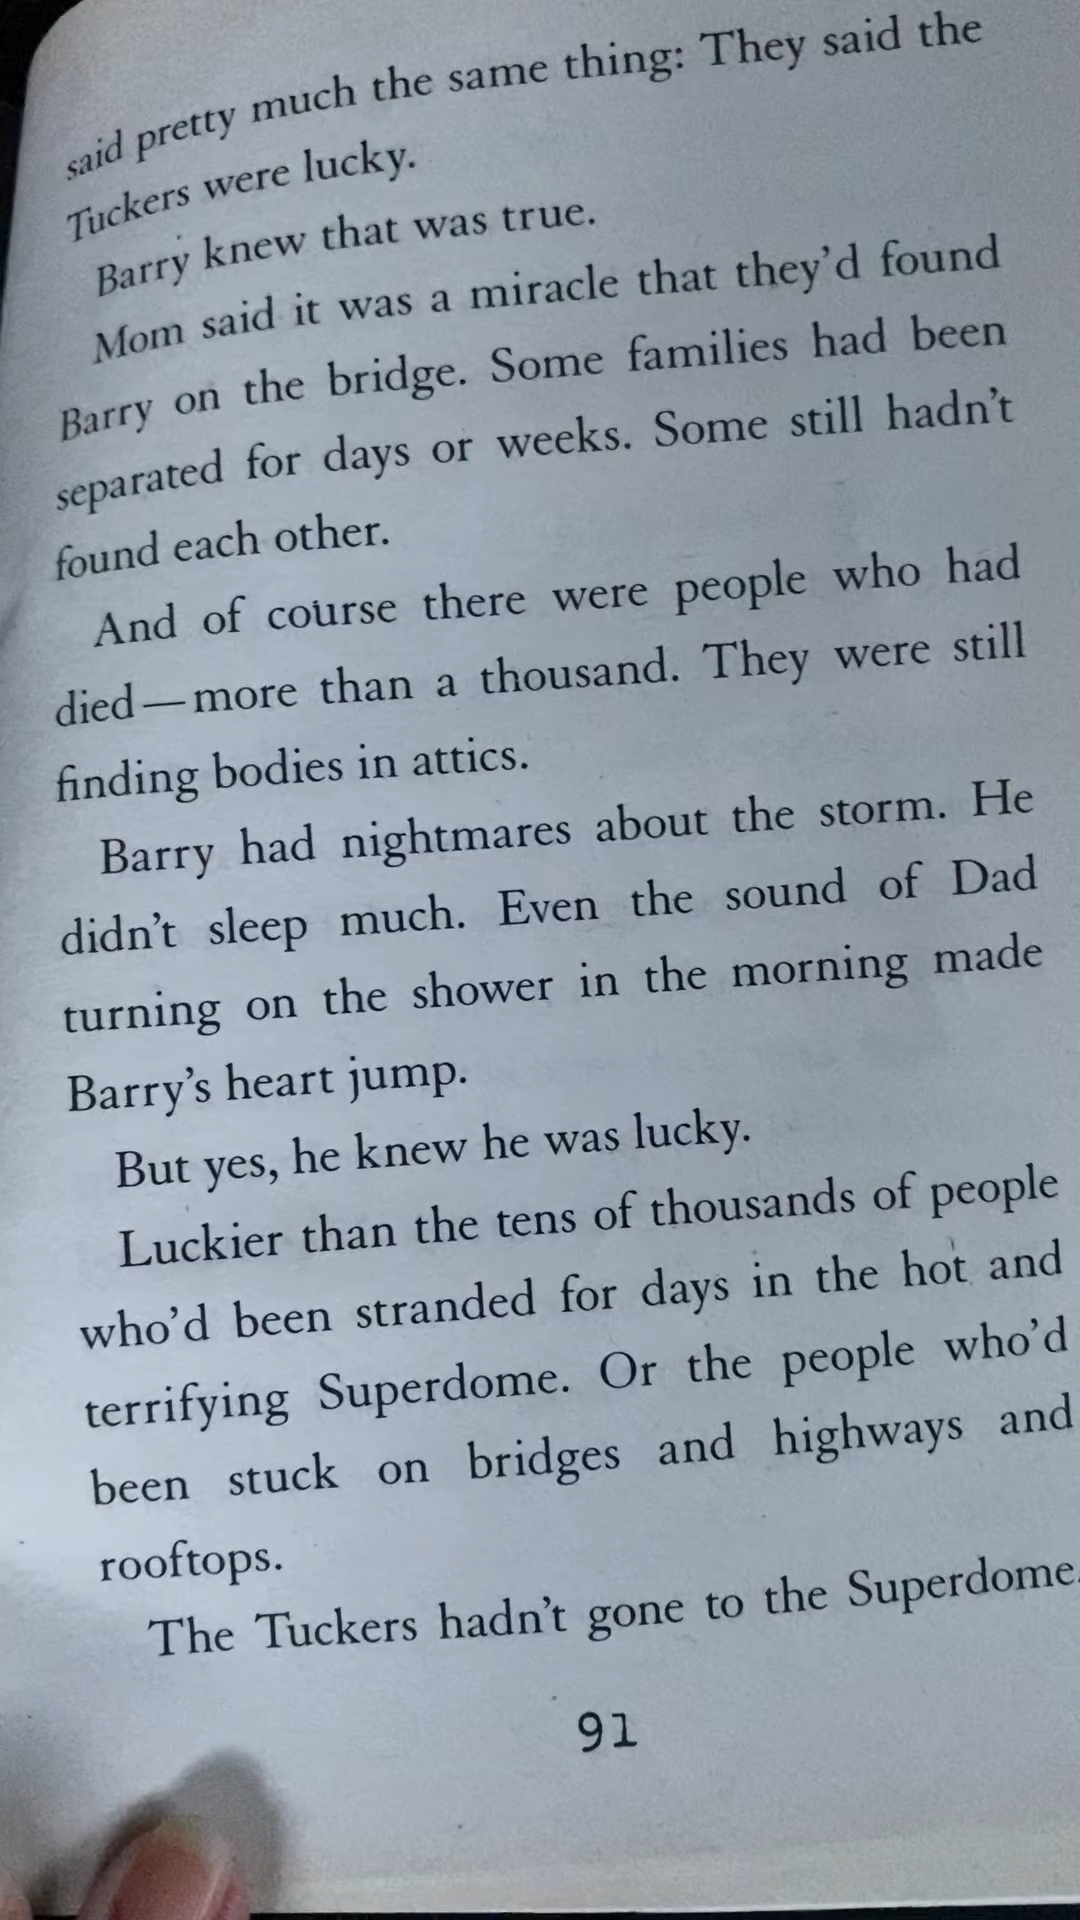 said pretty much the same thing: They said the
Tuckers were lucky.
Barry knew that was true.
Mom said it was a miracle that they’d found
Barry on the bridge. Some families had been
separated for days or weeks. Some still hadn’t
found each other.
And of course there were people who had
died—more than a thousand. They were still
finding bodies in attics.
Barry had nightmares about the storm. He
didn’t sleep much. Even the sound of Dad
turning on the shower in the morning made
Barry’s heart jump.
But yes, he knew he was lucky.
Luckier than the tens of thousands of people
who’d been stranded for days in the hot and
terrifying Superdome. Or the people who’d
been stuck on bridges and highways and
rooftops.
The Tuckers hadn’t gone to the Superdome.
91